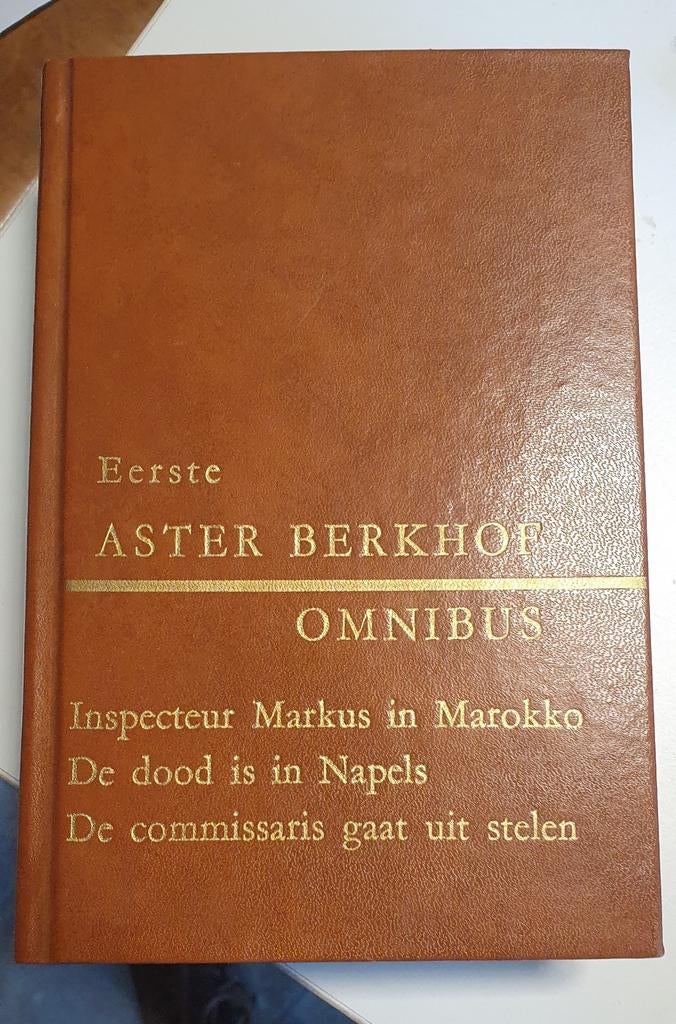 Eerste
ASTER BERKHOF
OMNIBUS
Inspecteur Markus in Marokko
De dood is in Napels
De commissaris gaat uit stelen